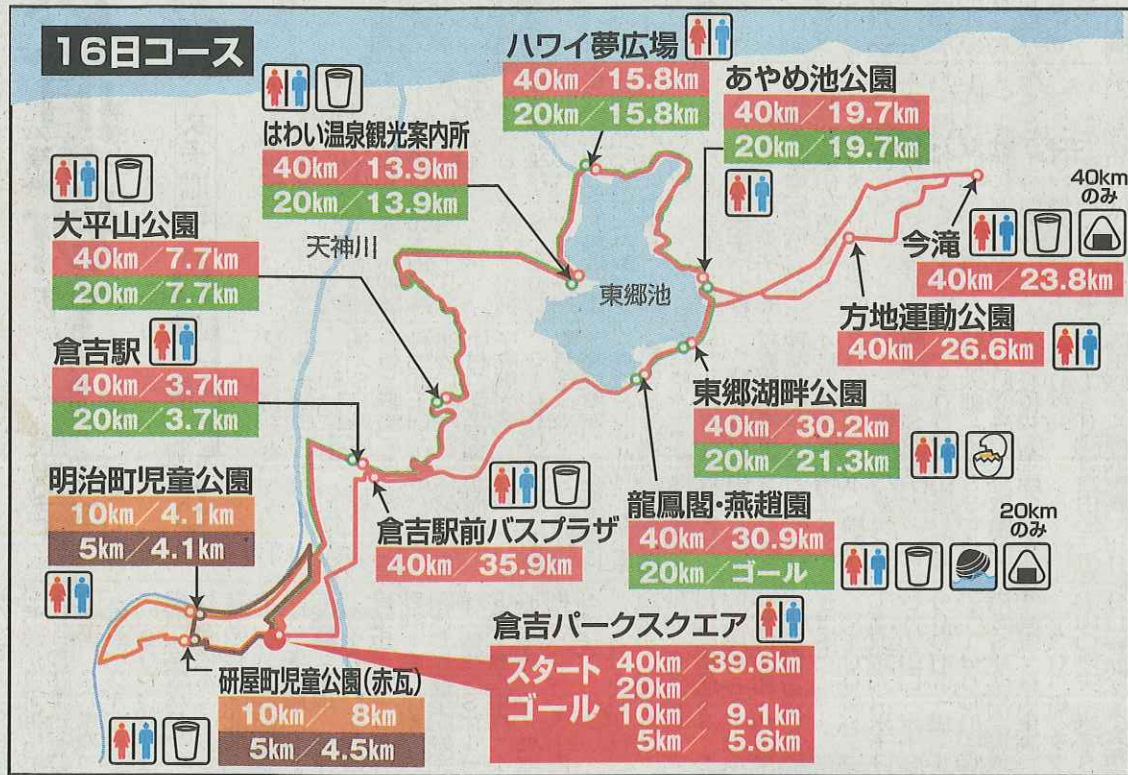 16日コース
ハワイ夢広場
40km/15.8km
20km/15.8km
あやめ池公園
40km/19.7km
20km/19.7km
はわい温泉観光案内所
40km/13.9km
20km/13.9km
40km
のみ
今滝
40km/23.8km
大平山公園
40km/7.7km
20km/7.7km
天神川
東郷池
方地運動公園
40km/26.6km
倉吉駅
40km/3.7km
20km/3.7km
東郷湖畔公園
40km/30.2km
20km/21.3km
明治町児童公園
10km/4.1km
5km/4.1km
倉吉駅前バスプラザ
40km/35.9km
龍鳳閣・燕趙園
40km/30.9km
20km/ゴール
20km
のみ
倉吉パークスクエア
スタート
ゴール
40km/39.6km
20km/
10km/ 9.1km
5km/ 5.6km
研屋町児童公園(赤瓦)
10km/ 8km
5km/4.5km